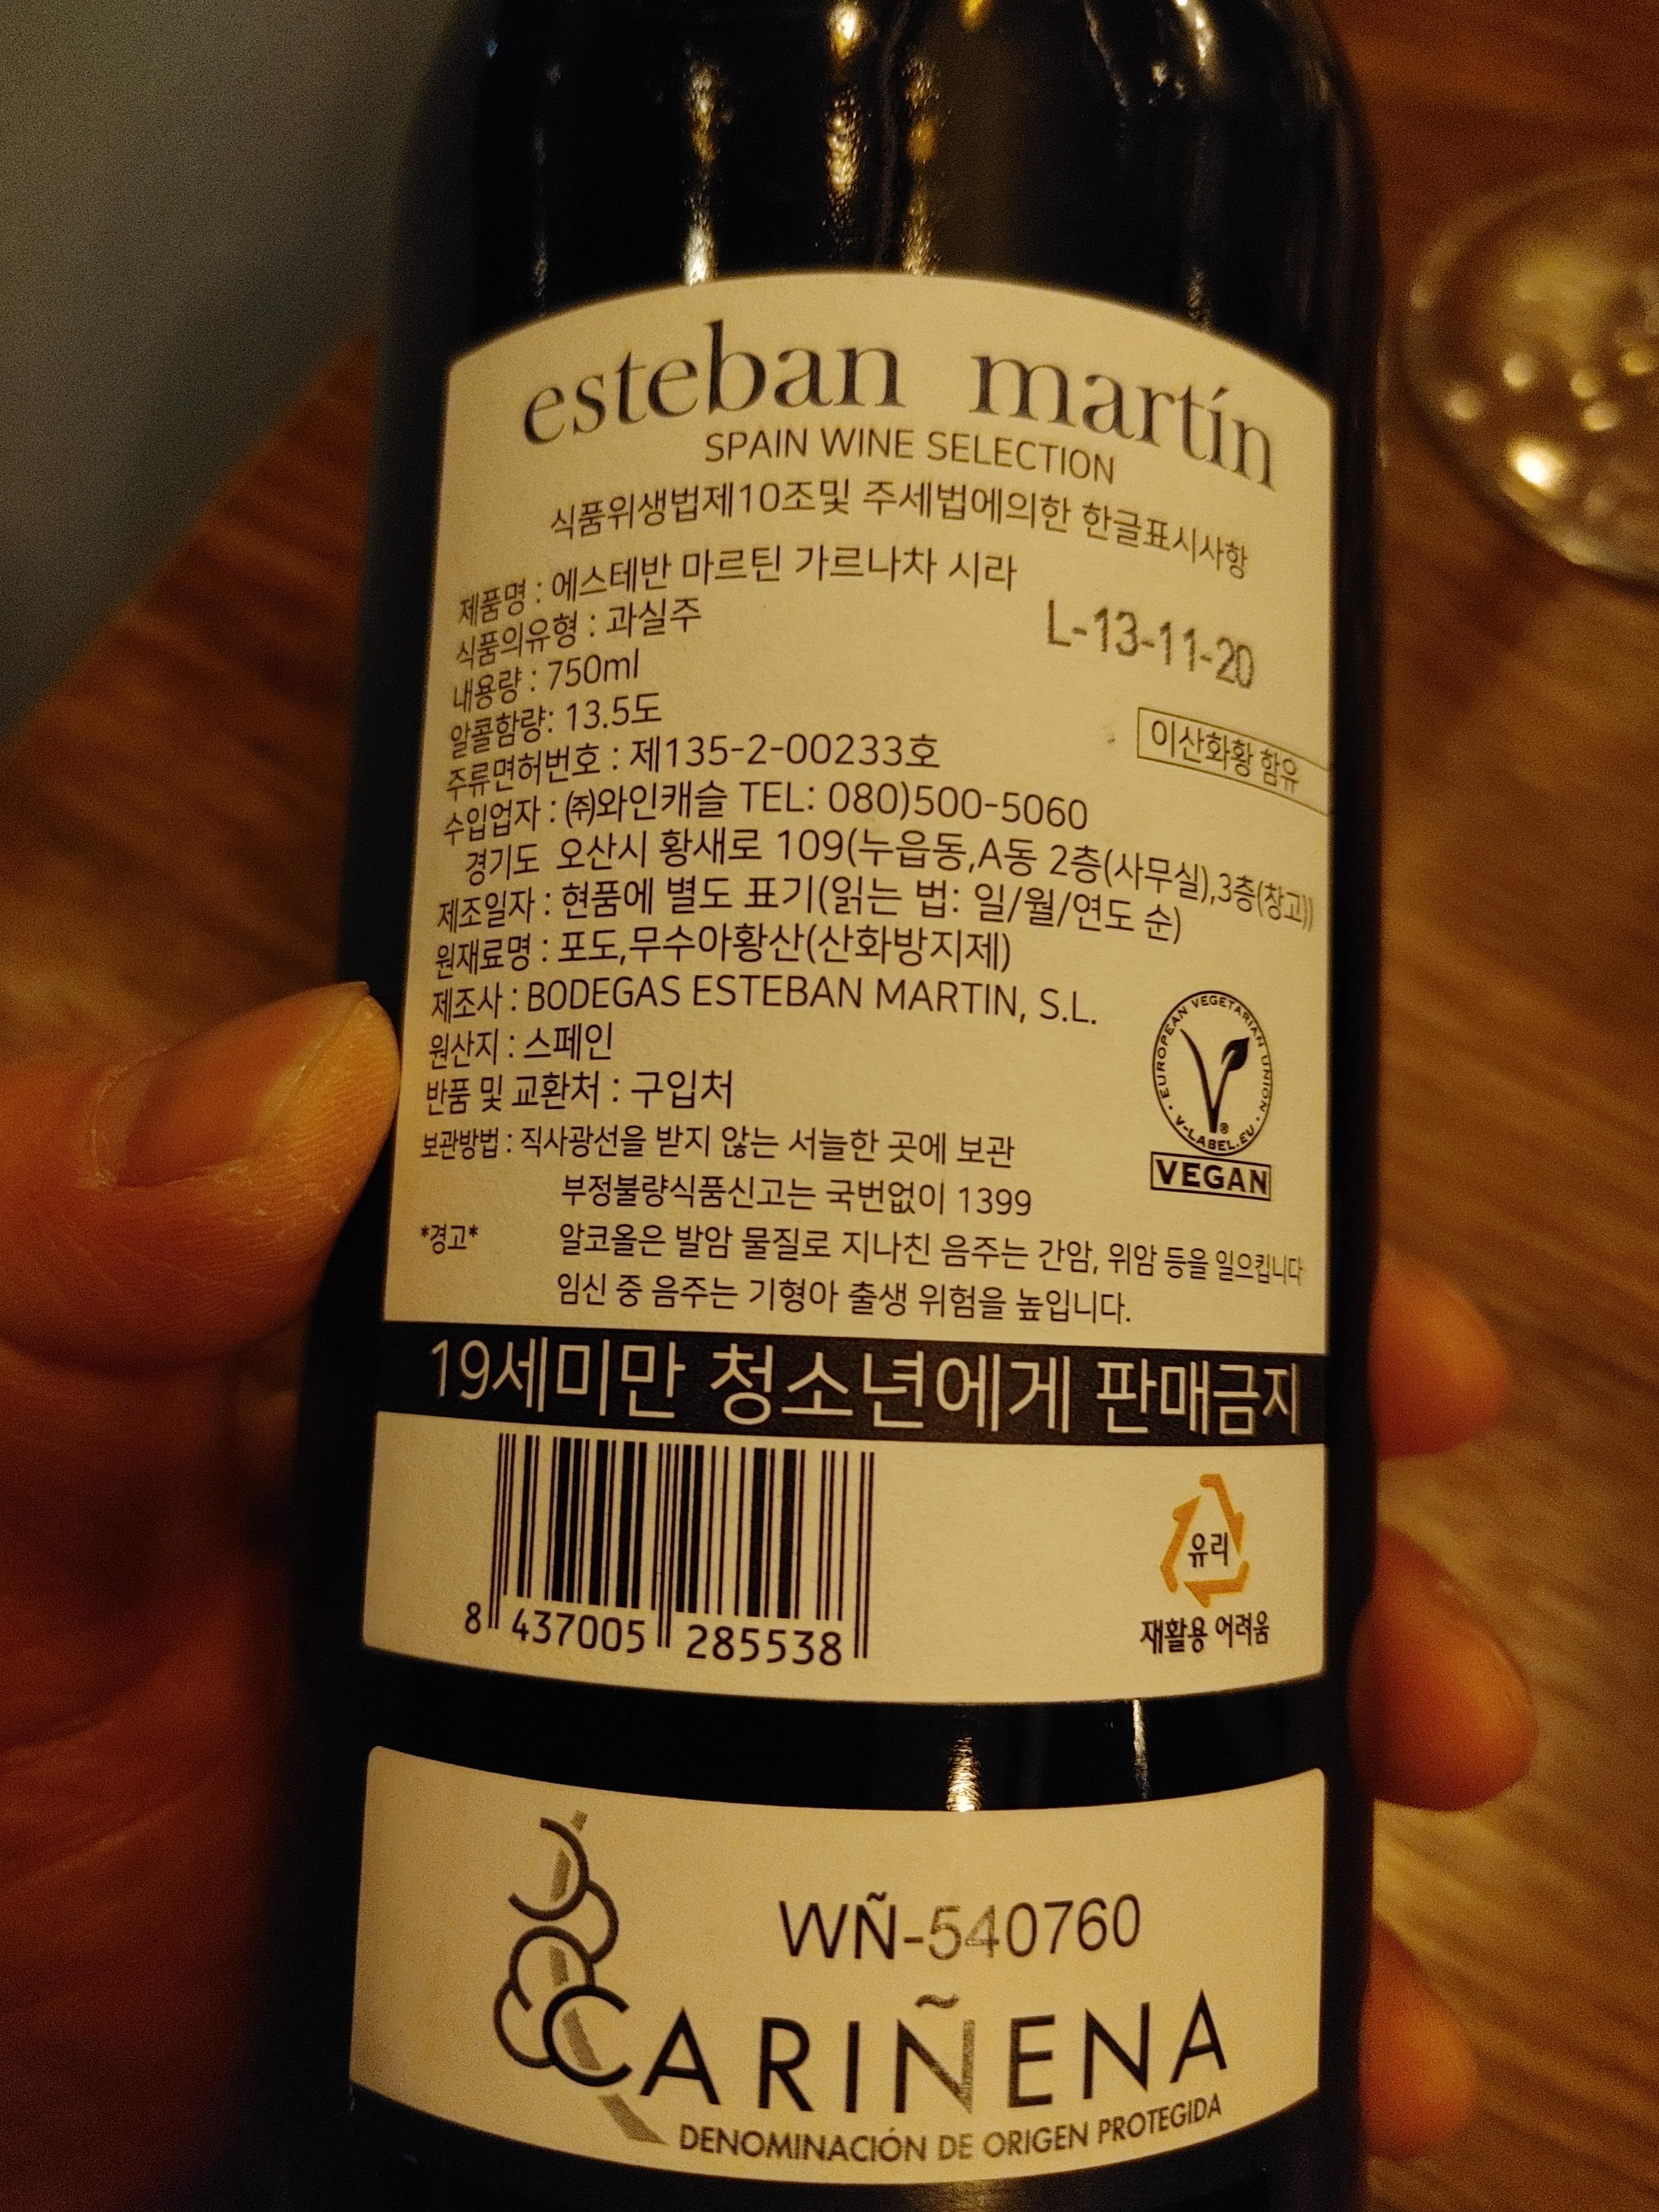 esteban martín
SPAIN WINE SELECTION
식품위생법제10조및 주세법에의한 한글표시사항
제품명 : 에스테반 마르틴 가르나차 시라
식품의유형 : 과실주
L-13-11-20
내용량 : 750ml
알콜함량: 13.5도
이산화황 함유
주류면허번호 : 제135-2-00233호
수입업자 : ㈜와인캐슬 TEL: 080)500-5060
경기도 오산시 황새로 109(누읍동,A동 2층(사무실),3층(창고))
제조일자 : 현품에 별도 표기(읽는 법: 일/월/연도 순)
원재료명 : 포도,무수아황산(산화방지제)
제조사 : BODEGAS ESTEBAN MARTIN, S.L.
원산지 : 스페인
반품 및 교환처 : 구입처
EUROPEAN VEGETARIAN UNION
V-LABEL.EU
®
VEGAN
보관방법 : 직사광선을 받지 않는 서늘한 곳에 보관
부정불량식품신고는 국번없이 1399
*경고* 알코올은 발암 물질로 지나친 음주는 간암, 위암 등을 일으킵니다
임신 중 음주는 기형아 출생 위험을 높입니다.
19세미만 청소년에게 판매금지
8 437005 285538
유리
재활용 어려움
WÑ-540760
CARIÑENA
DENOMINACIÓN DE ORIGEN PROTEGIDA